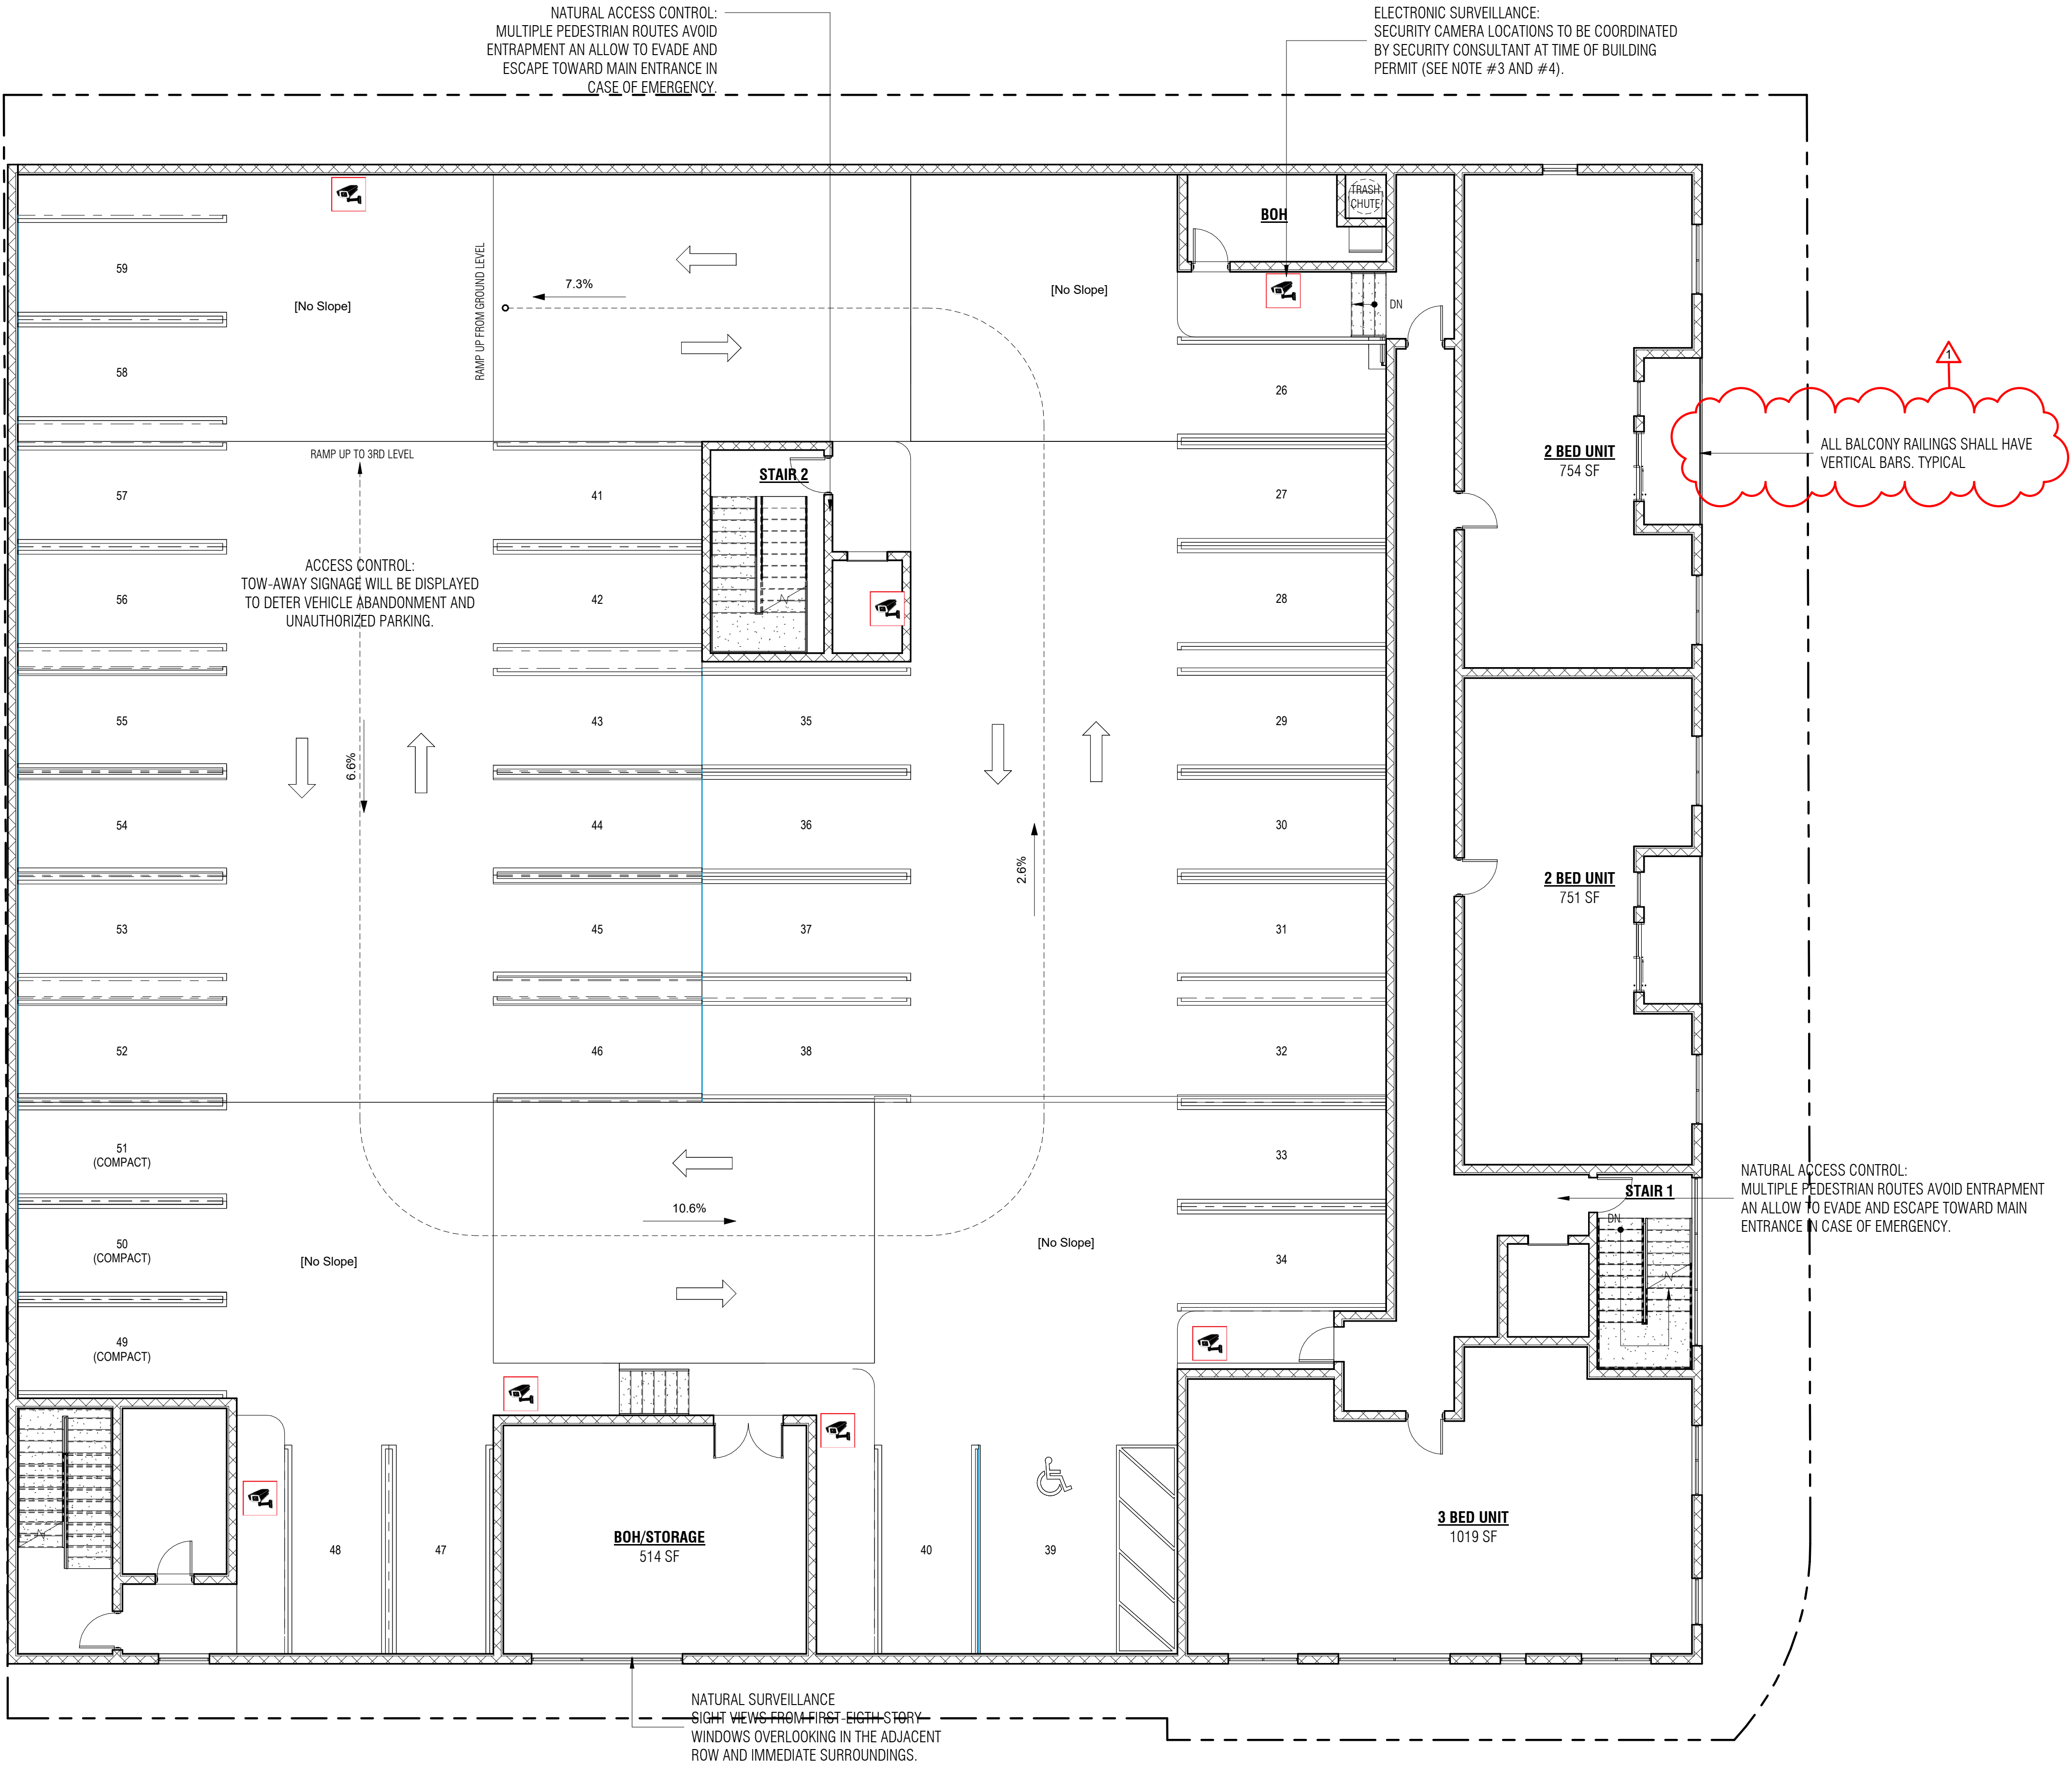 NATURAL ACCESS CONTROL:
MULTIPLE PEDESTRIAN ROUTES AVOID
ENTRAPMENT AN ALLOW TO EVADE AND
ESCAPE TOWARD MAIN ENTRANCE IN
CASE OF EMERGENCY.
ELECTRONIC SURVEILLANCE:
SECURITY CAMERA LOCATIONS TO BE COORDINATED
BY SECURITY CONSULTANT AT TIME OF BUILDING
PERMIT (SEE NOTE #3 AND #4).
TRASH
CHUTE
BOH
59
[No Slope]
RAMP UP FROM GROUND LEVEL
7.3%
[No Slope]
DN
58
26
1
ALL BALCONY RAILINGS SHALL HAVE
VERTICAL BARS. TYPICAL
2 BED UNIT
754 SF
RAMP UP TO 3RD LEVEL
STAIR 2
57
41
27
ACCESS CONTROL:
TOW-AWAY SIGNAGE WILL BE DISPLAYED
TO DETER VEHICLE ABANDONMENT AND
UNAUTHORIZED PARKING.
56
42
28
55
43
35
29
6.6%
54
44
36
30
2.6%
2 BED UNIT
751 SF
53
45
37
31
52
46
38
32
51
(COMPACT)
33
NATURAL ACCESS CONTROL:
MULTIPLE PEDESTRIAN ROUTES AVOID ENTRAPMENT
AN ALLOW TO EVADE AND ESCAPE TOWARD MAIN
ENTRANCE IN CASE OF EMERGENCY.
STAIR 1
DN
10.6%
50
(COMPACT)
[No Slope]
[No Slope]
34
49
(COMPACT)
48
47
BOH/STORAGE
514 SF
40
39
3 BED UNIT
1019 SF
NATURAL SURVEILLANCE
SIGHT VIEWS FROM FIRST-EIGTH STORY
WINDOWS OVERLOOKING IN THE ADJACENT
ROW AND IMMEDIATE SURROUNDINGS.